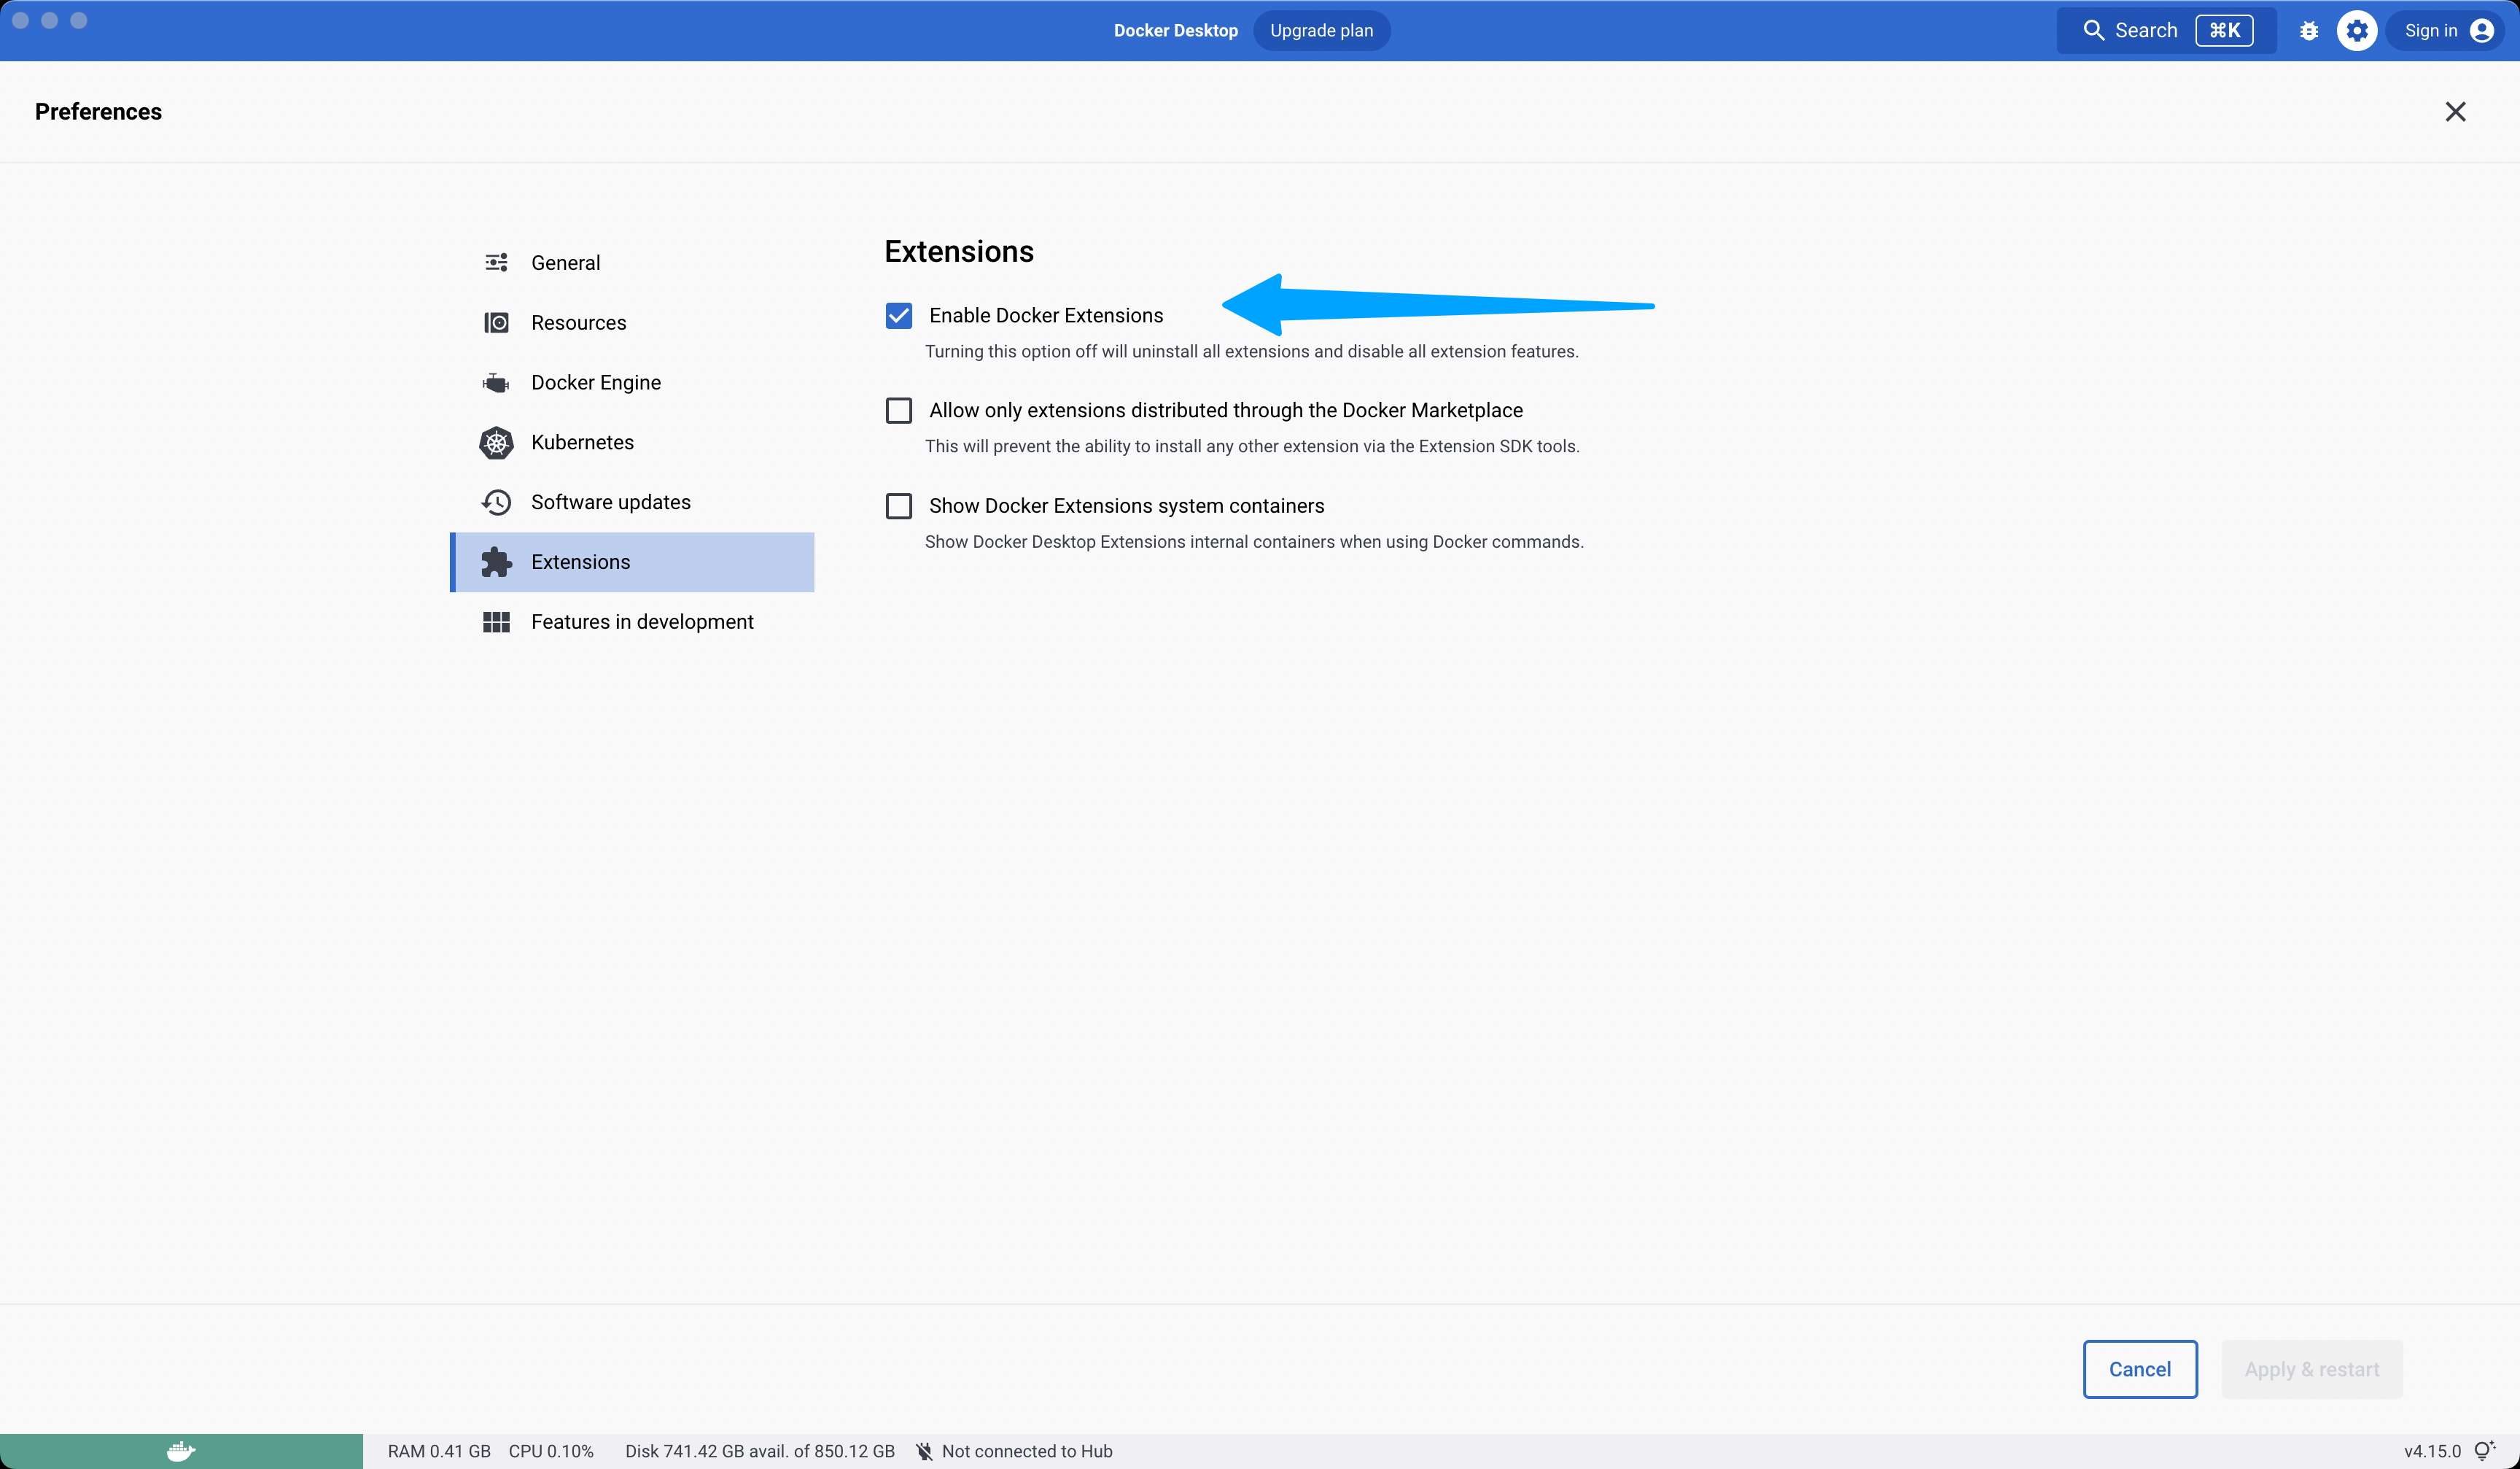 Docker Desktop
Upgrade plan
Search
⌘K
Sign in
Preferences
General
Resources
Docker Engine
Kubernetes
Software updates
Extensions
Features in development
Extensions
Enable Docker Extensions
Turning this option off will uninstall all extensions and disable all extension features.
Allow only extensions distributed through the Docker Marketplace
This will prevent the ability to install any other extension via the Extension SDK tools.
Show Docker Extensions system containers
Show Docker Desktop Extensions internal containers when using Docker commands.
Cancel
Apply & restart
RAM 0.41 GB CPU 0.10% Disk 741.42 GB avail. of 850.12 GB Not connected to Hub
v4.15.0